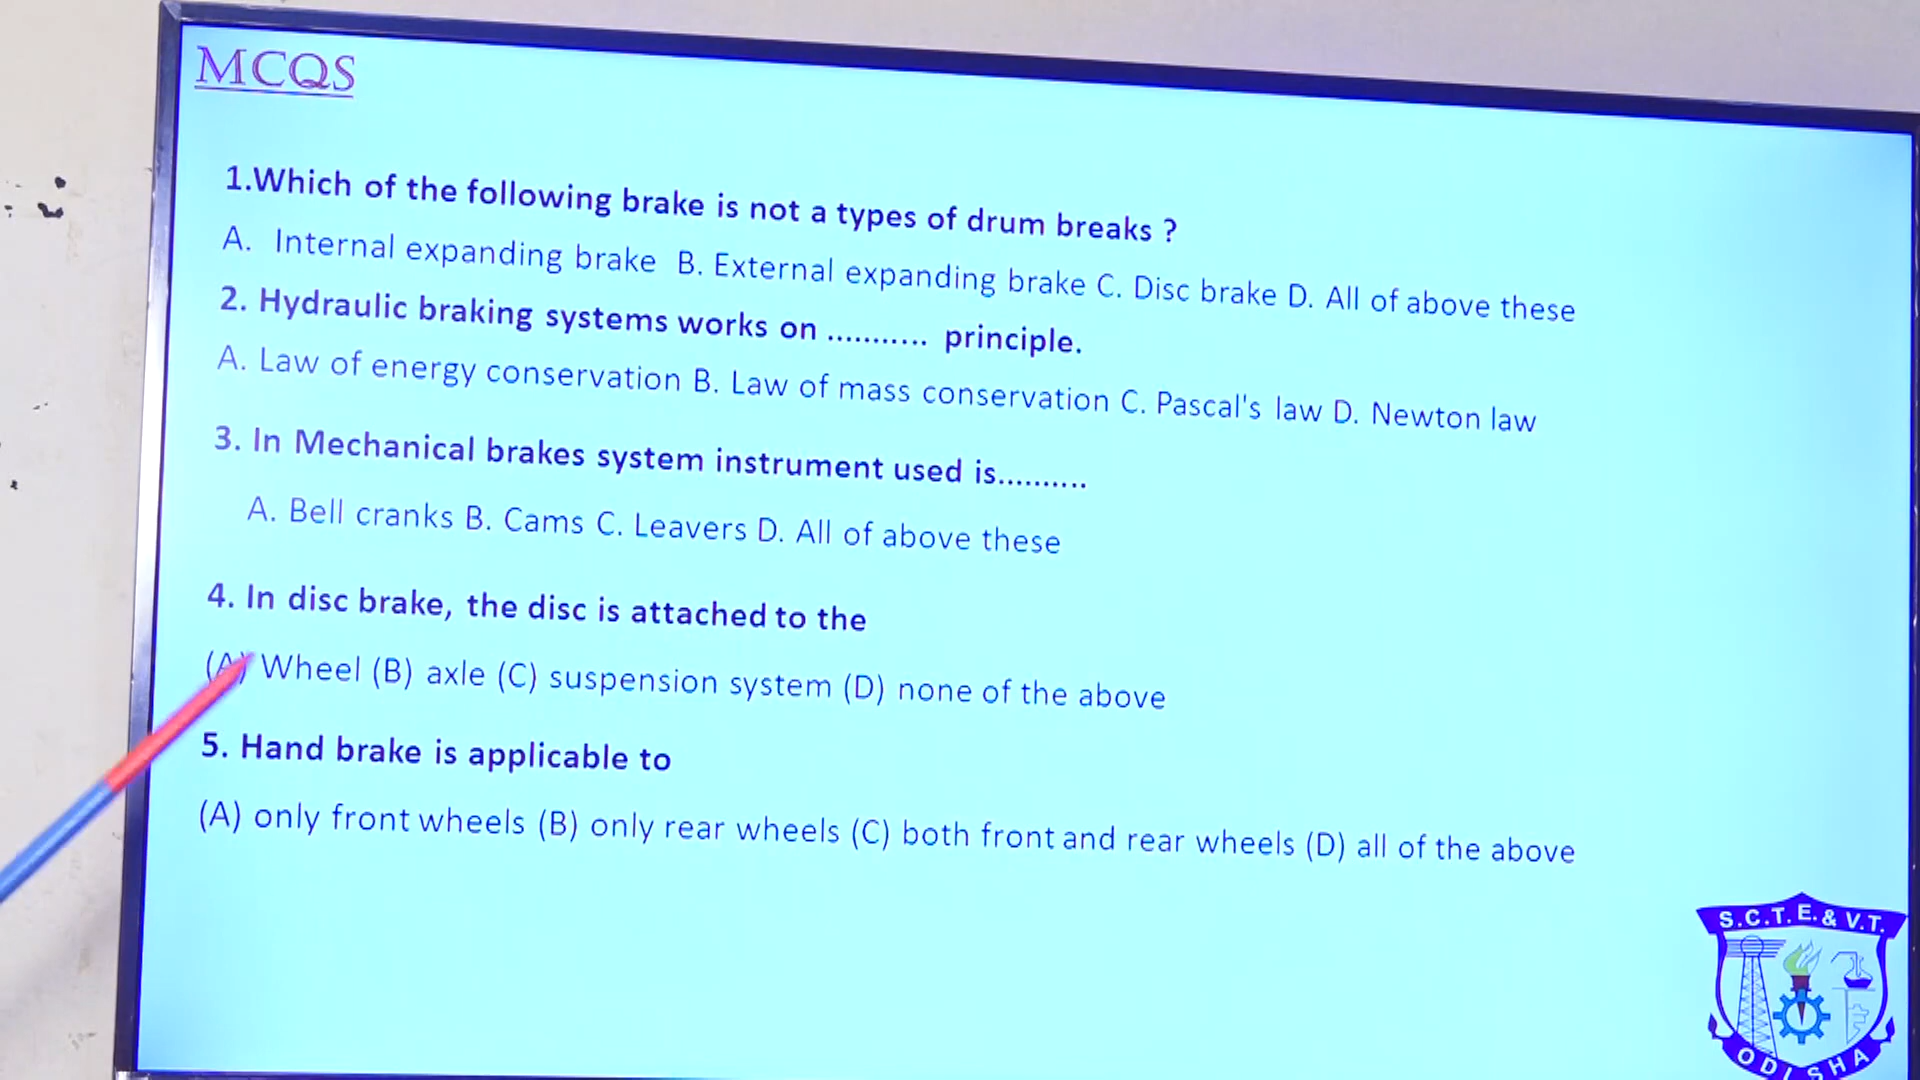 MCQS
1.Which of the following brake is not a types of drum breaks ?
A. Internal expanding brake B. External expanding brake C. Disc brake D. All of above these
2. Hydraulic braking systems works on ........... principle.
A. Law of energy conservation B. Law of mass conservation C. Pascal's law D. Newton law
3. In Mechanical brakes system instrument used is..........
A. Bell cranks B. Cams C. Leavers D. All of above these
4. In disc brake, the disc is attached to the
(A) Wheel (B) axle (C) suspension system (D) none of the above
5. Hand brake is applicable to
(A) only front wheels (B) only rear wheels (C) both front and rear wheels (D) all of the above
S.C.T.E.& V.T.
ODISHA